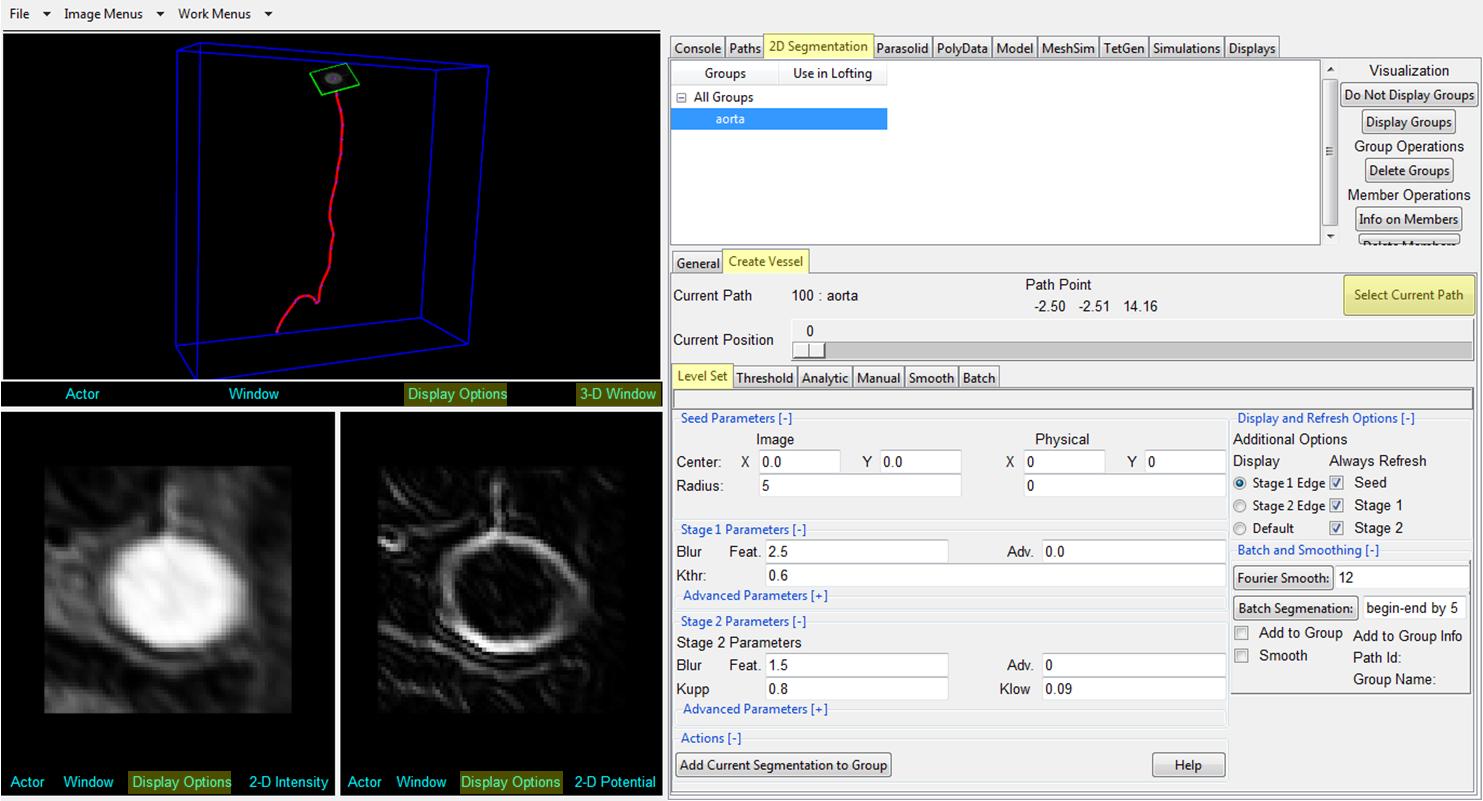 File Image Menus Work Menus
Actor Window Display Options 3-D Window
Actor Window Display Options 2-D Intensity
Actor Window Display Options 2-D Potential
Console Paths 2D Segmentation Parasolid PolyData Model MeshSim TetGen Simulations Displays
Groups Use in Lofting
All Groups
aorta
Visualization
Do Not Display Groups
Display Groups
Group Operations
Delete Groups
Member Operations
Info on Members
Delete Members
General Create Vessel
Current Path 100 : aorta Path Point Select Current Path
-2.50 -2.51 14.16
0
Current Position
Level Set Threshold Analytic Manual Smooth Batch
Seed Parameters [-]
Image Physical
Center: X 0.0 Y 0.0 X 0 Y 0
Radius: 5 0
Stage 1 Parameters [-]
Blur Feat. 2.5 Adv. 0.0
Kthr: 0.6
Advanced Parameters [+]
Stage 2 Parameters [-]
Stage 2 Parameters
Blur Feat. 1.5 Adv. 0
Kupp 0.8 Klow 0.09
Advanced Parameters [+]
Actions [-]
Add Current Segmentation to Group Help
Display and Refresh Options [-]
Additional Options
Display Always Refresh
Stage 1 Edge Seed
Stage 2 Edge Stage 1
Default Stage 2
Batch and Smoothing [-]
Fourier Smooth: 12
Batch Segmenation: begin-end by 5
Add to Group Add to Group Info
Smooth Path Id:
Group Name: